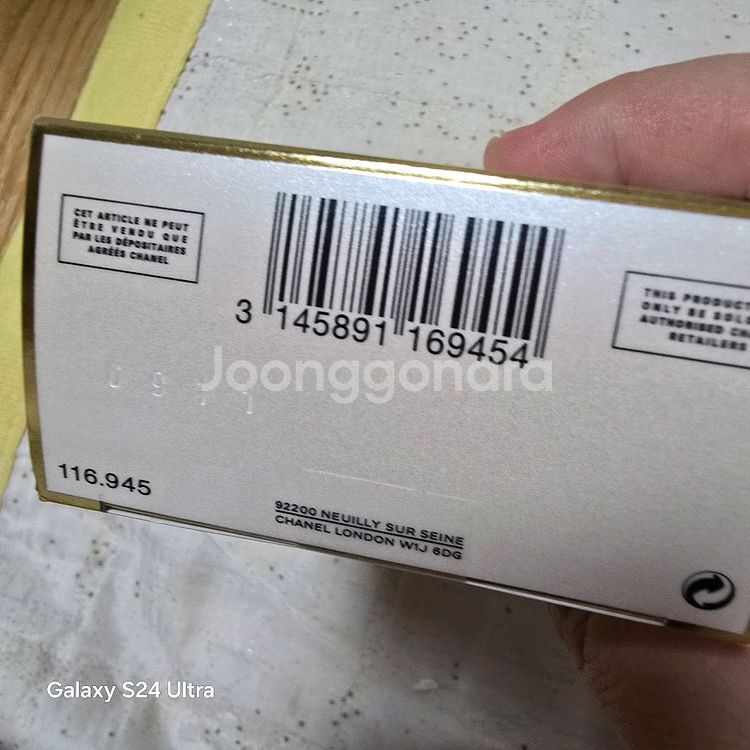 CET ARTICLE NE PEUT
ÊTRE VENDU QUE
PAR LES DÉPOSITAIRES
AGRÉÉS CHANEL
3 145891 169454
THIS PRODUCT
ONLY BE SOL
AUTHORISED CH
RETAILERS
Joonggonara
116.945
92200 NEUILLY SUR SEINE
CHANEL LONDON W1J 6DG
Galaxy S24 Ultra